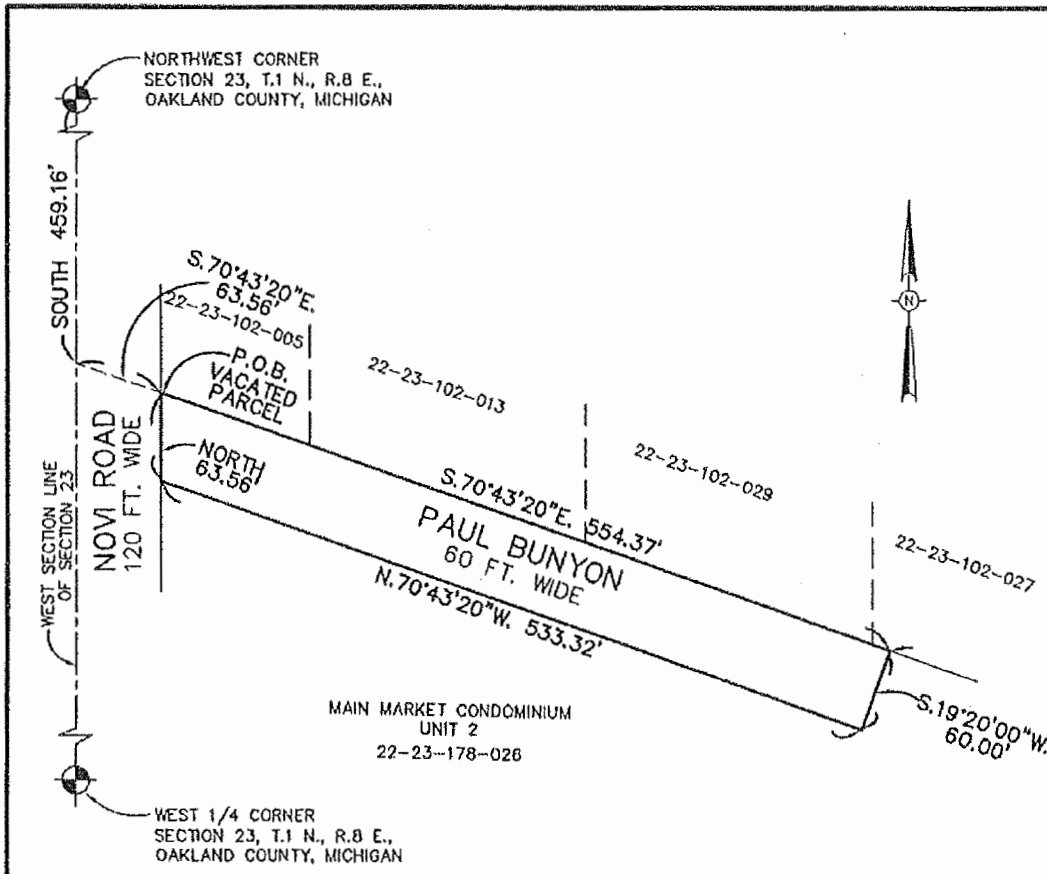 NORTHWEST CORNER
SECTION 23, T.1 N., R.8 E.,
OAKLAND COUNTY, MICHIGAN
SOUTH 459.16'
S.70°43'20"E.
63.56'
22-23-102-005
P.O.B.
VACATED
PARCEL
22-23-102-013
22-23-102-029
22-23-102-027
N
NOVI ROAD
120 FT. WIDE
NORTH
63.56'
S.70°43'20"E. 554.37'
PAUL BUNYON
60 FT. WIDE
N.70°43'20"W. 533.32'
WEST SECTION LINE
OF SECTION 23
S.19°20'00"W.
60.00'
MAIN MARKET CONDOMINIUM
UNIT 2
22-23-178-026
WEST 1/4 CORNER
SECTION 23, T.1 N., R.8 E.,
OAKLAND COUNTY, MICHIGAN